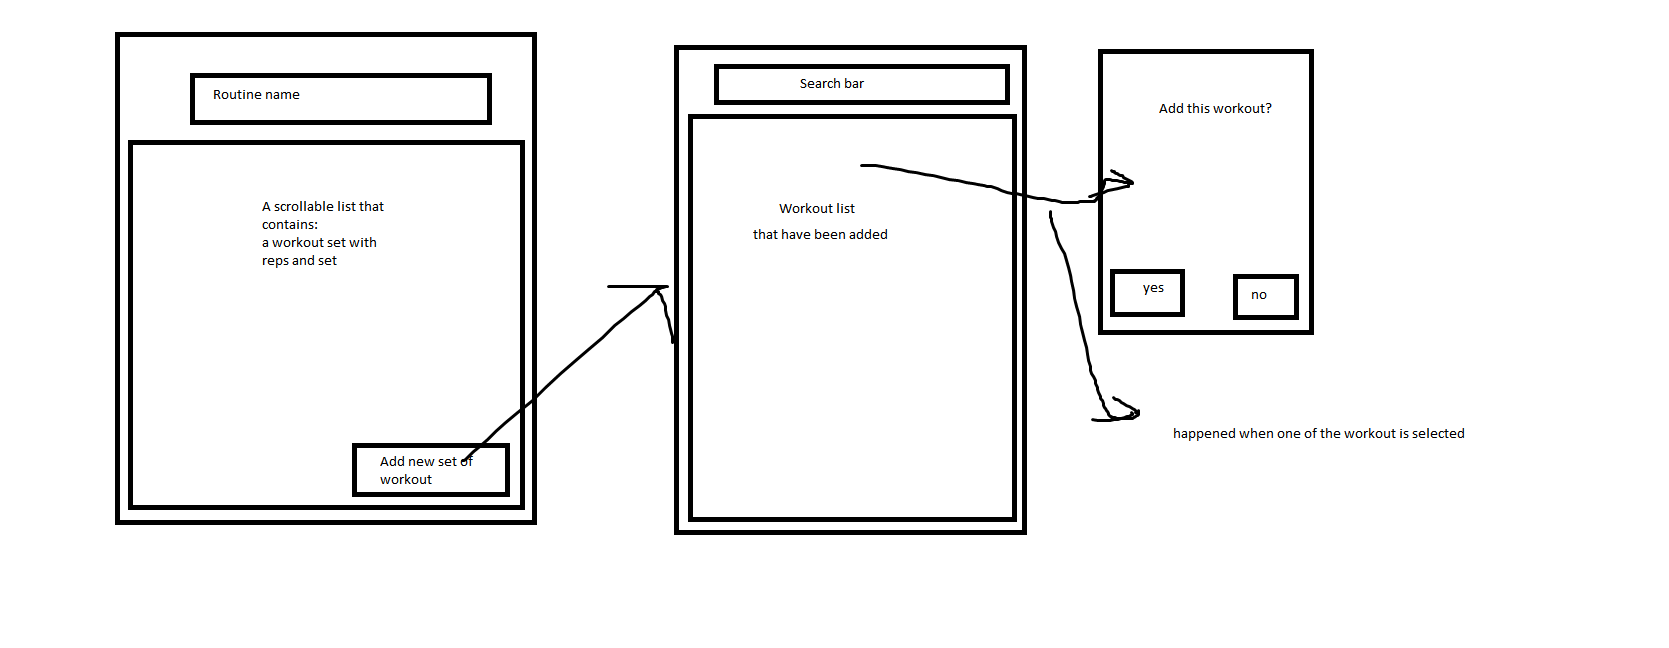 Routine name
A scrollable list that
contains:
a workout set with
reps and set
Add new set of
workout
Search bar
Workout list
that have been added
Add this workout?
yes
no
happened when one of the workout is selected